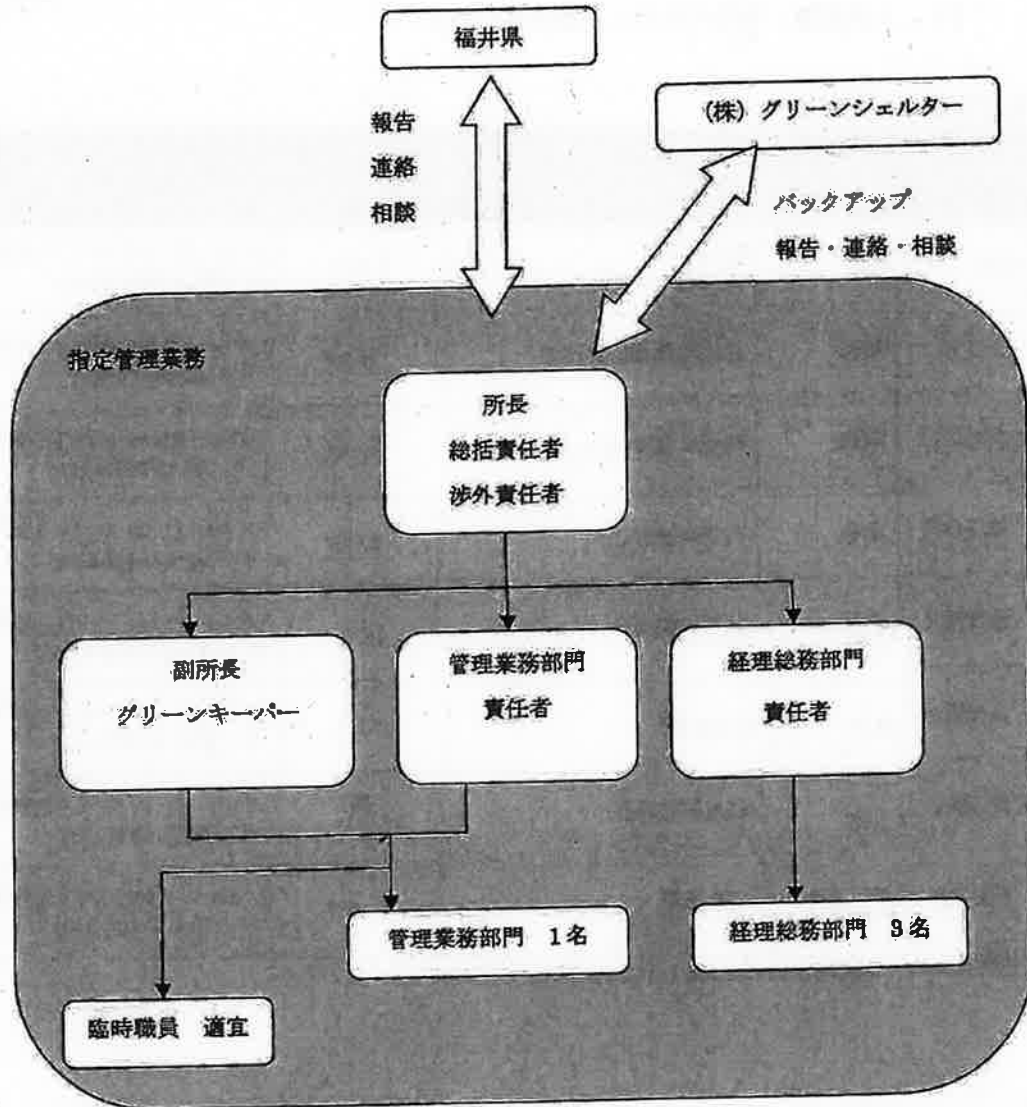 福井県
(株)グリーンシェルター
報告
連絡
相談
バックアップ
報告・連絡・相談
指定管理業務
所長
総括責任者
渉外責任者
副所長
グリーンキーパー
管理業務部門
責任者
経理総務部門
責任者
管理業務部門 1名
経理総務部門 3名
臨時職員 適宜